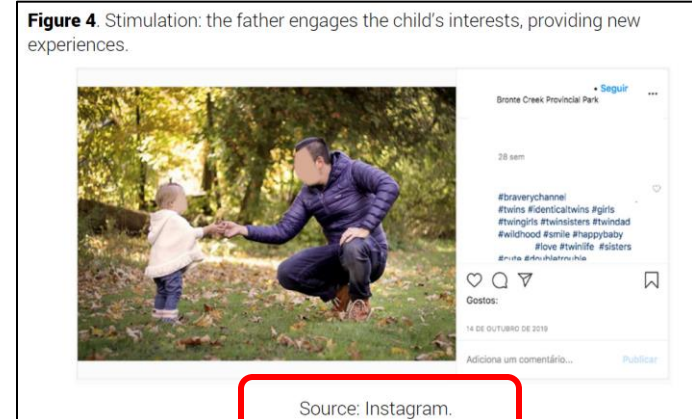 Figure 4. Stimulation: the father engages the child's interests, providing new
experiences.
• Seguir
Bronte Creek Provincial Park
...
28 sem
#braverychannel
#twins #identicaltwins #girls
#twingirls #twinsisters #twindad
#wildhood #smile #happybaby
#love #twinlife #sisters
#cute #doubletrouble
Gostos:
14 DE OUTUBRO DE 2019
Adiciona um comentário...
Publicar
Source: Instagram.